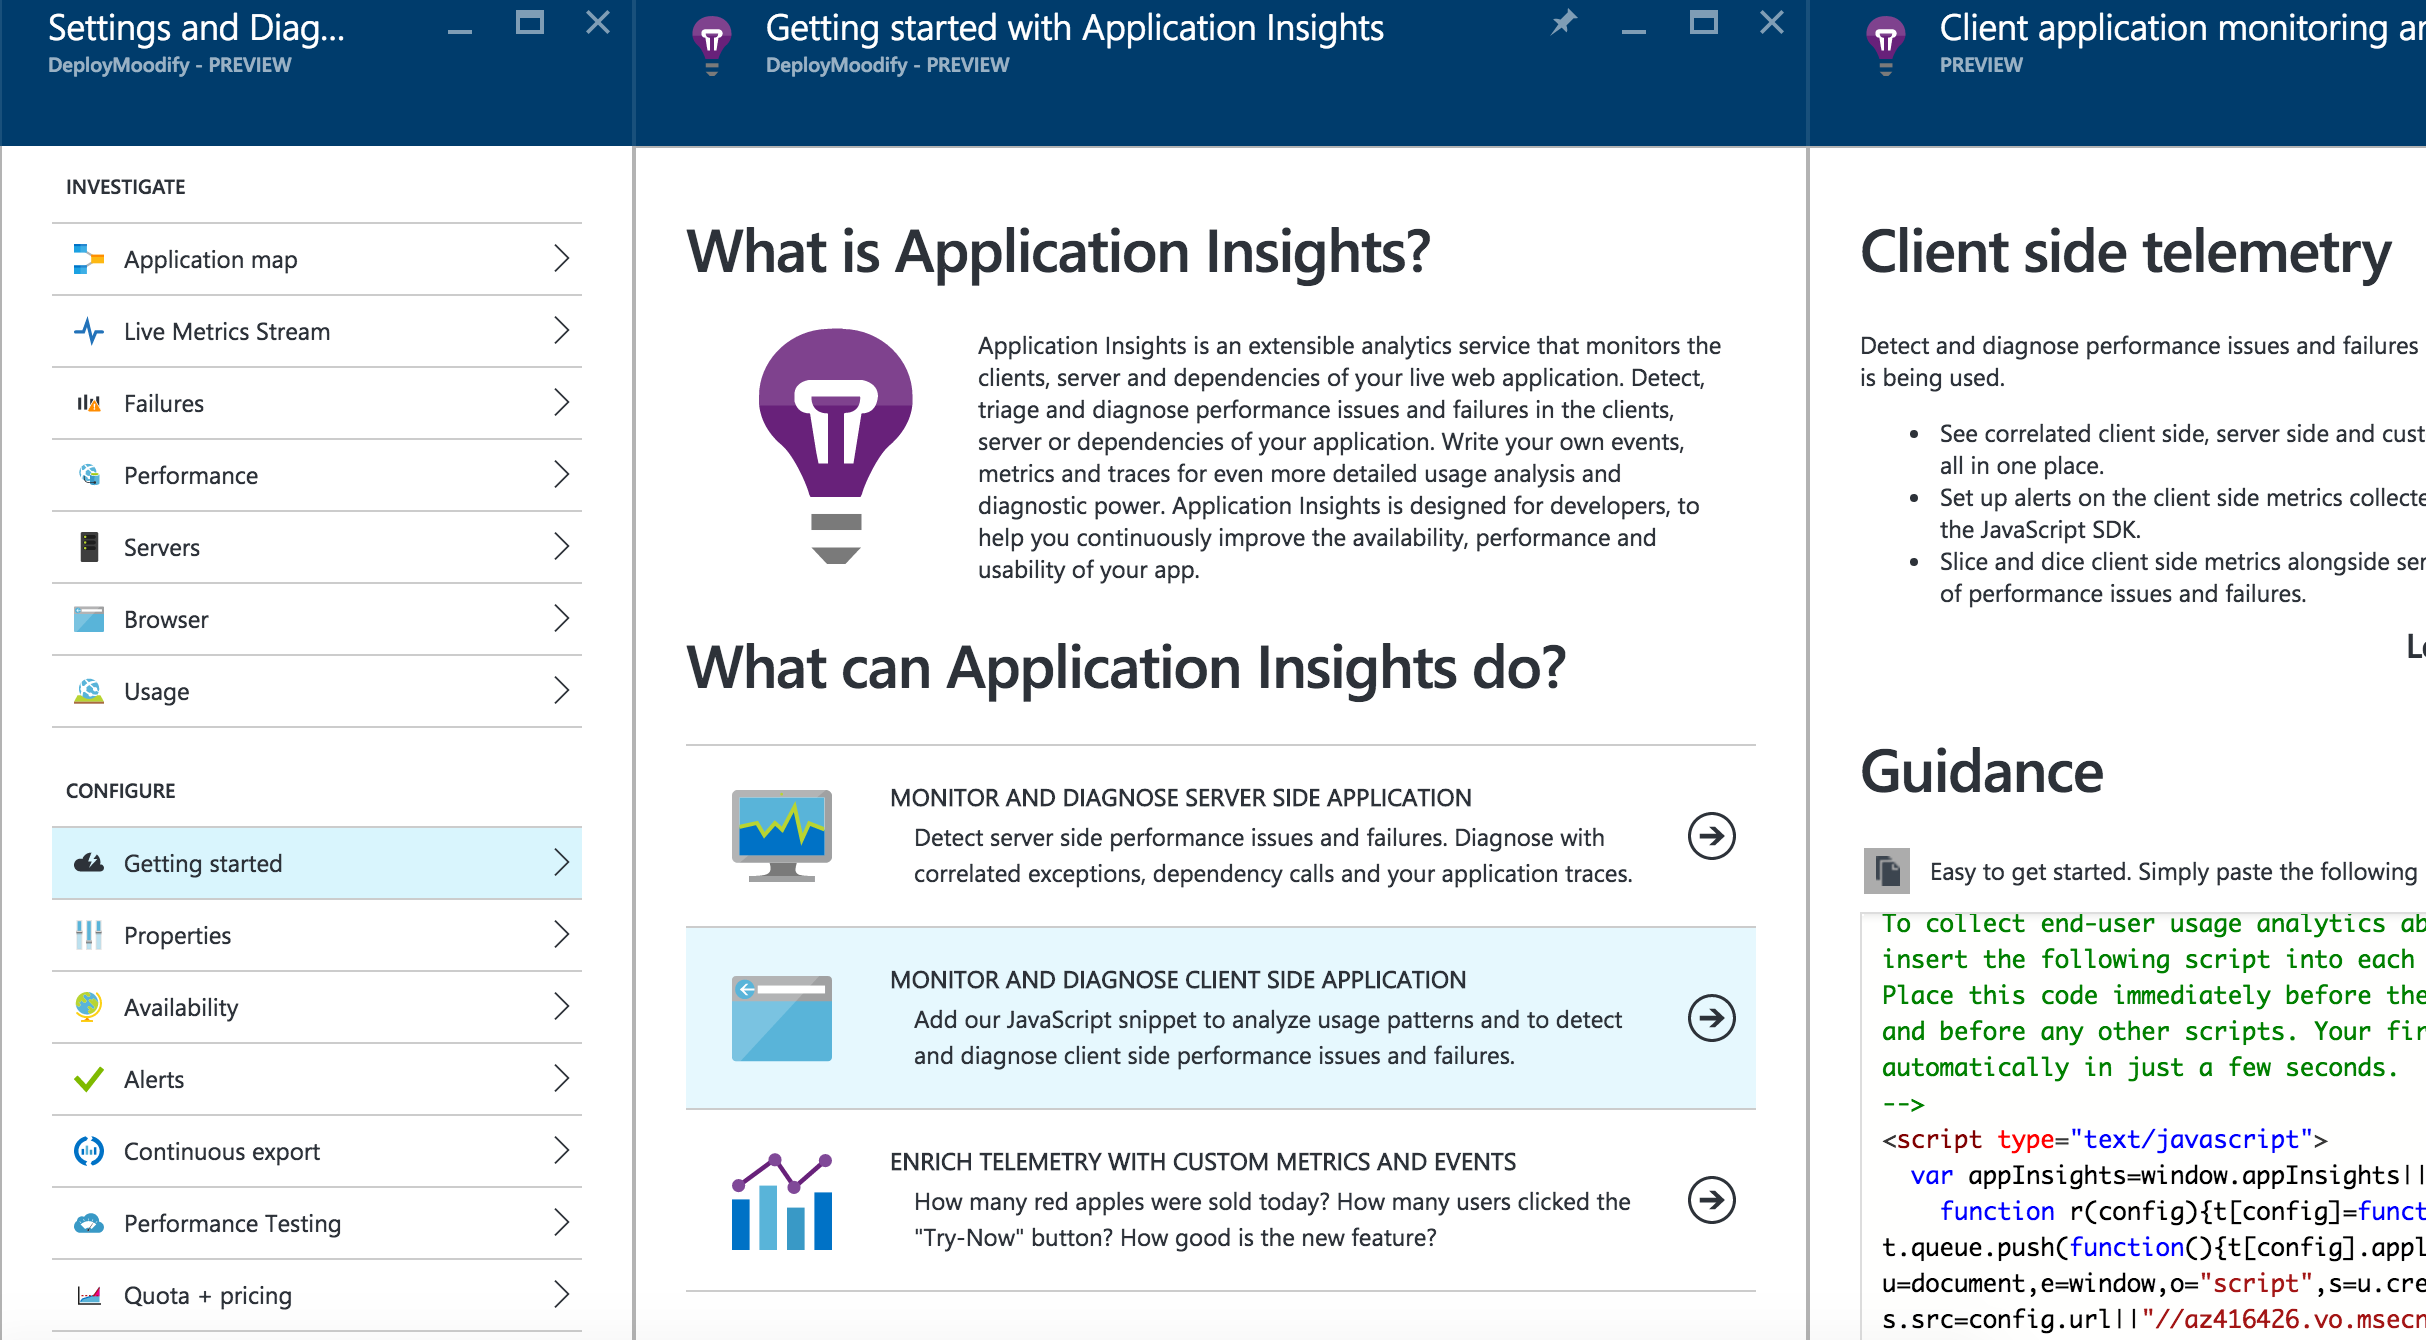 Settings and Diag...
DeployMoodify - PREVIEW
INVESTIGATE
Application map
Live Metrics Stream
Failures
Performance
Servers
Browser
Usage
CONFIGURE
Getting started
Properties
Availability
Alerts
Continuous export
Performance Testing
Quota + pricing
Getting started with Application Insights
DeployMoodify - PREVIEW
What is Application Insights?
Application Insights is an extensible analytics service that monitors the
clients, server and dependencies of your live web application. Detect,
triage and diagnose performance issues and failures in the clients,
server or dependencies of your application. Write your own events,
metrics and traces for even more detailed usage analysis and
diagnostic power. Application Insights is designed for developers, to
help you continuously improve the availability, performance and
usability of your app.
What can Application Insights do?
MONITOR AND DIAGNOSE SERVER SIDE APPLICATION
Detect server side performance issues and failures. Diagnose with
correlated exceptions, dependency calls and your application traces.
MONITOR AND DIAGNOSE CLIENT SIDE APPLICATION
Add our JavaScript snippet to analyze usage patterns and to detect
and diagnose client side performance issues and failures.
ENRICH TELEMETRY WITH CUSTOM METRICS AND EVENTS
How many red apples were sold today? How many users clicked the
"Try-Now" button? How good is the new feature?
Client application monitoring
PREVIEW
Client side telemetry
Detect and diagnose performance issues and failures
is being used.
• See correlated client side, server side and cust
all in one place.
• Set up alerts on the client side metrics collecte
the JavaScript SDK.
• Slice and dice client side metrics alongside ser
of performance issues and failures.
Guidance
Easy to get started. Simply paste the following
To collect end-user usage analytics ab
insert the following script into each
Place this code immediately before the
and before any other scripts. Your fir
automatically in just a few seconds.
-->
<script type="text/javascript">
var appInsights=window.appInsights||
function r(config){t[config]=funct
t.queue.push(function(){t[config].appl
u=document,e=window,o="script",s=u.cre
s.src=config.url||"//az416426.vo.msecn